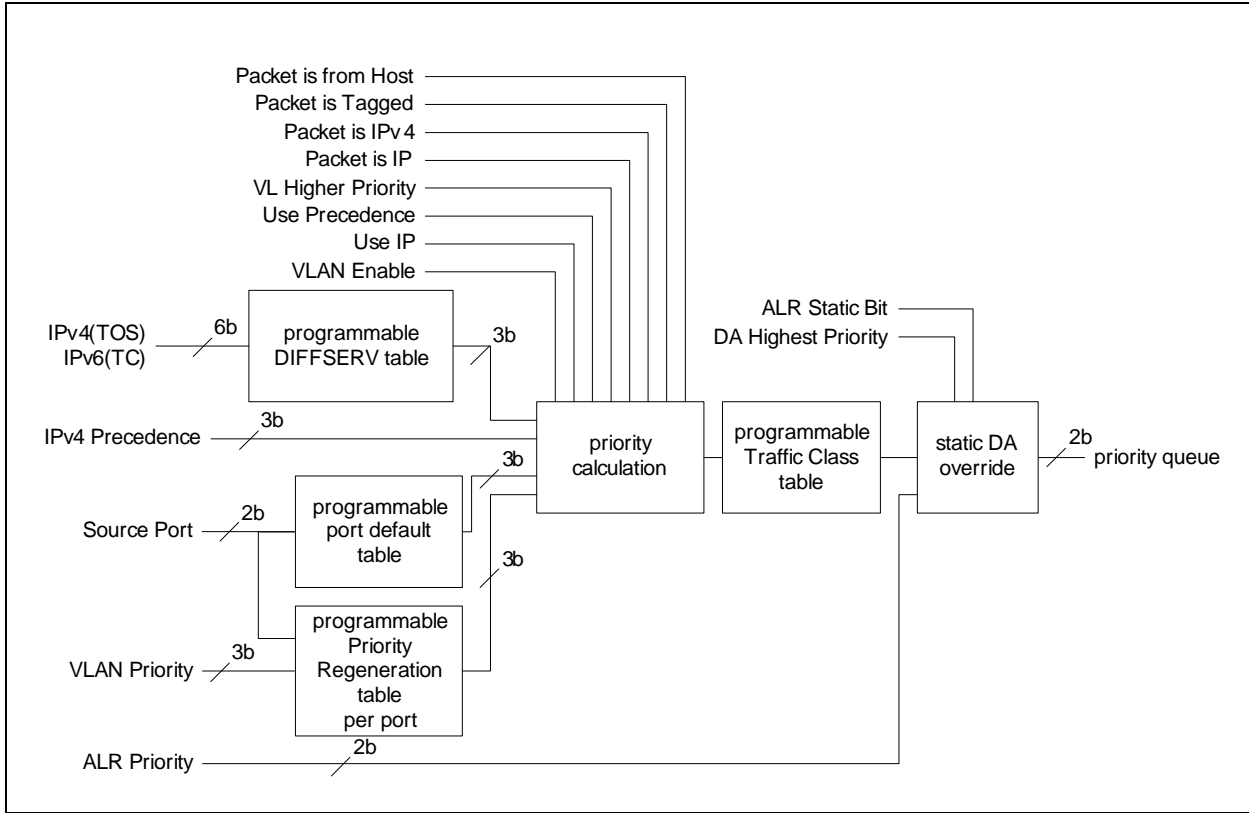 Packet is from Host
Packet is Tagged
Packet is IPv4
Packet is IP
VL Higher Priority
Use Precedence
Use IP
VLAN Enable
IPv4(TOS)
IPv6(TC)
6b
programmable
DIFFSERV table
3b
ALR Static Bit
DA Highest Priority
IPv4 Precedence
3b
priority
calculation
programmable
Traffic Class
table
static DA
override
2b
priority queue
Source Port
2b
programmable
port default
table
3b
VLAN Priority
3b
programmable
Priority
Regeneration
table
per port
3b
ALR Priority
2b